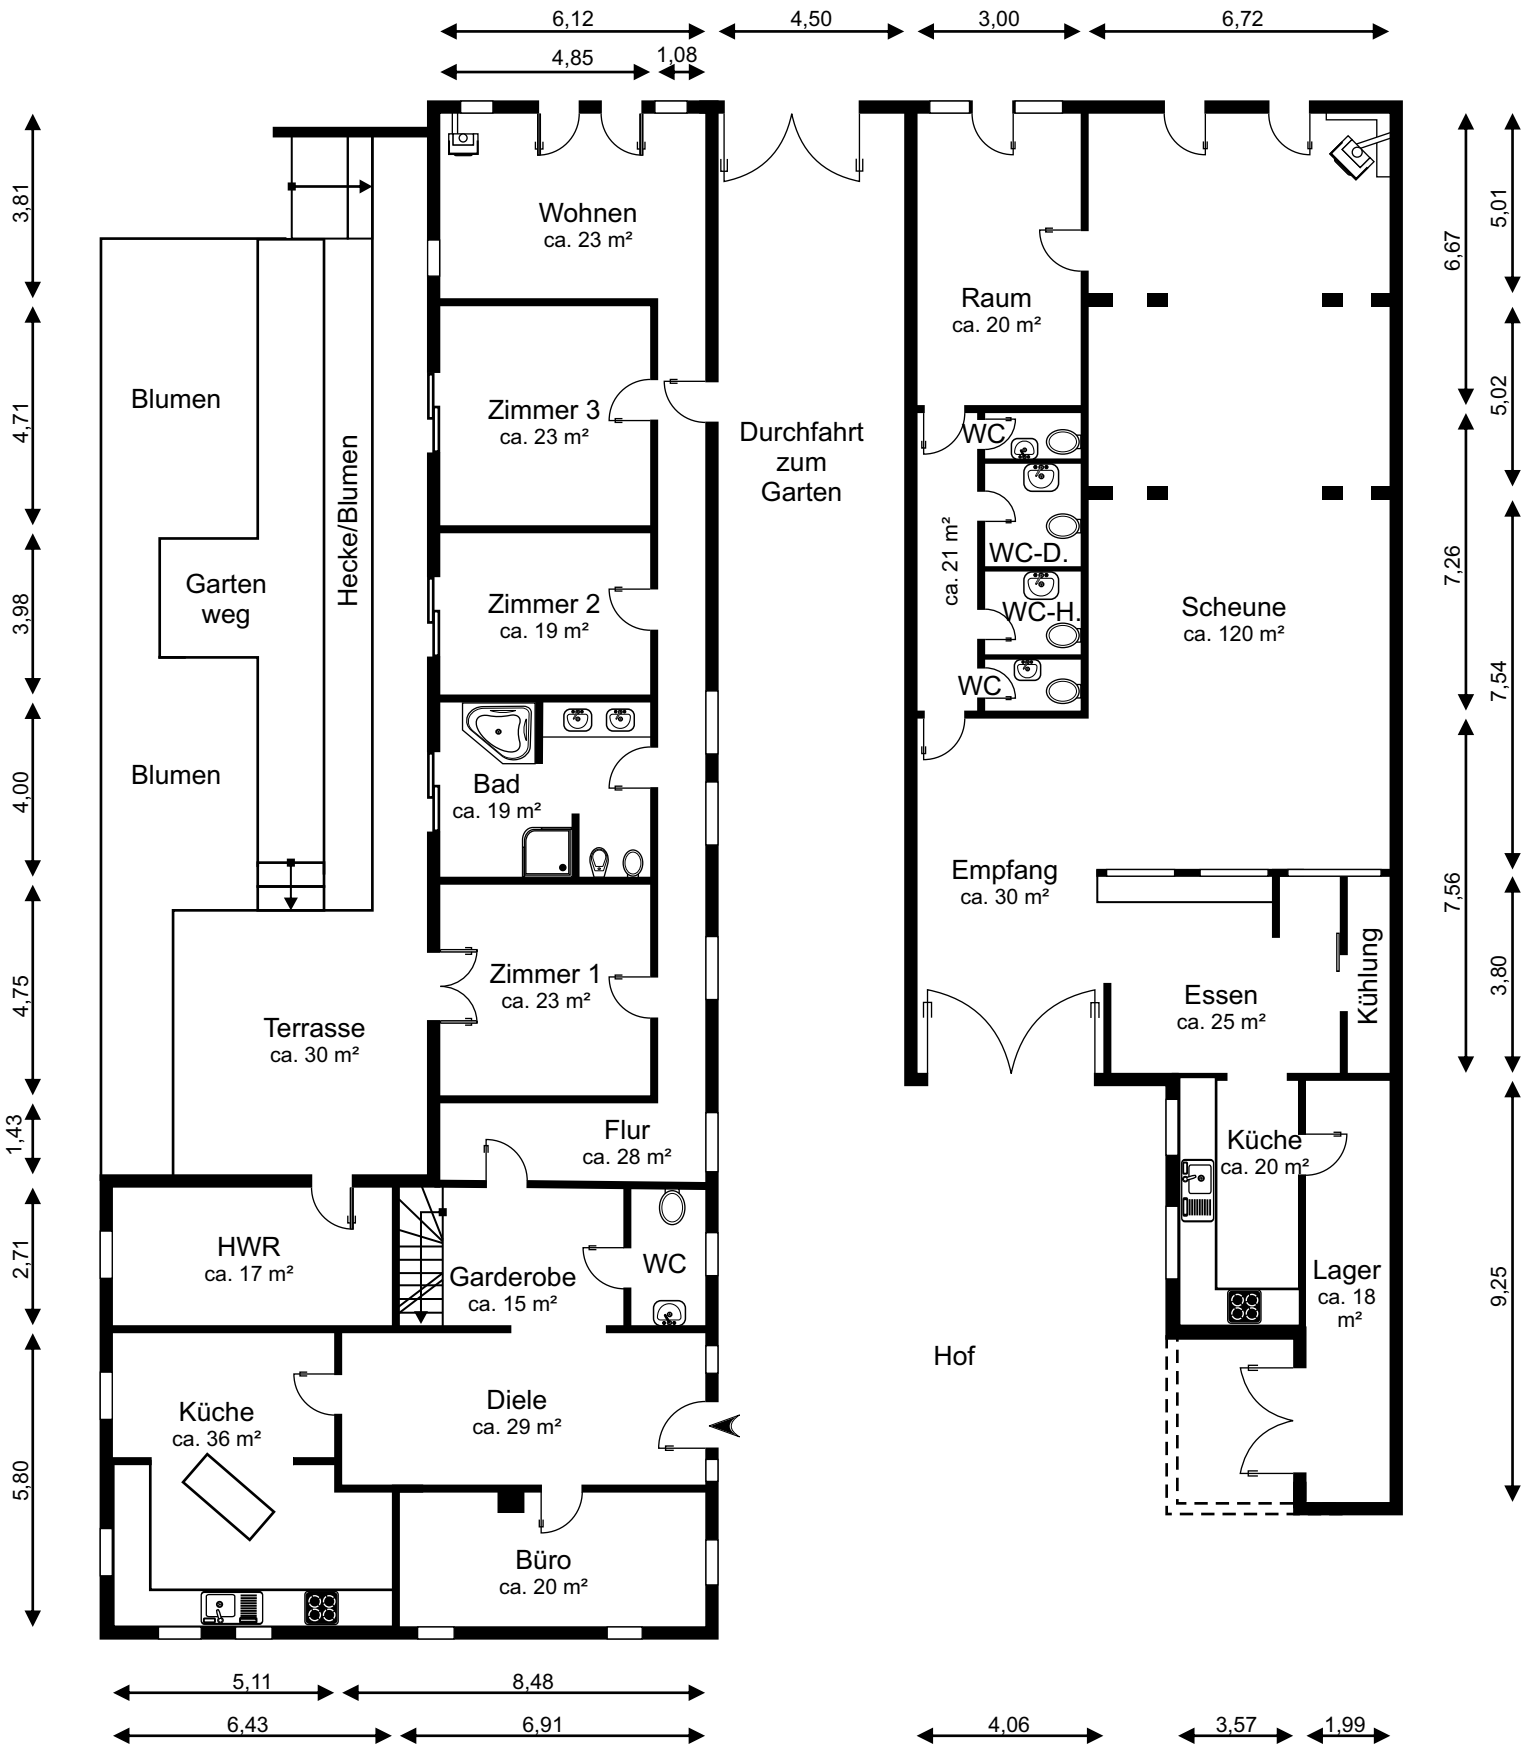 6,12
4,50
3,00
6,72
4,85
1,08
3,81
4,71
3,98
4,00
4,75
1,43
2,71
5,80
Blumen
Garten
weg
Hecke/Blumen
Blumen
Terrasse
ca. 30 m²
Wohnen
ca. 23 m²
Zimmer 3
ca. 23 m²
Zimmer 2
ca. 19 m²
Bad
ca. 19 m²
Zimmer 1
ca. 23 m²
Flur
ca. 28 m²
HWR
ca. 17 m²
Garderobe
ca. 15 m²
WC
Küche
ca. 36 m²
Diele
ca. 29 m²
Büro
ca. 20 m²
Durchfahrt
zum
Garten
Hof
Raum
ca. 20 m²
WC
ca. 21 m²
WC-D.
WC-H.
WC
Scheune
ca. 120 m²
Empfang
ca. 30 m²
Essen
ca. 25 m²
Kühlung
Küche
ca. 20 m²
Lager
ca. 18
m²
6,67
7,26
7,56
5,01
5,02
7,54
3,80
9,25
5,11
8,48
6,43
6,91
4,06
3,57
1,99